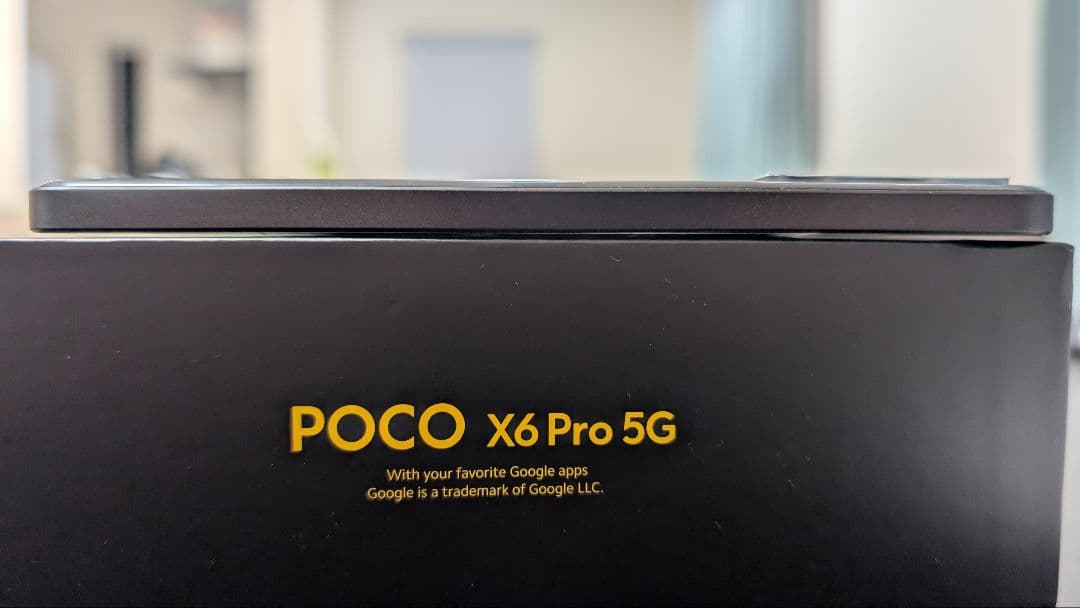 POCO X6 Pro 5G
With your favorite Google apps
Google is a trademark of Google LLC.